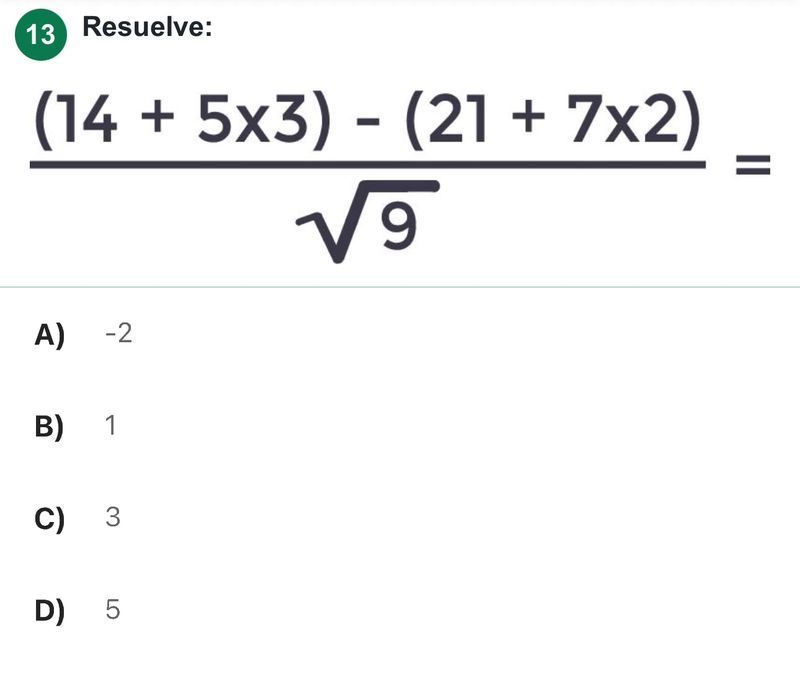 13 Resuelve:
(14 + 5x3) - (21 + 7x2)
=
√9
A) -2
B) 1
C) 3
D) 5